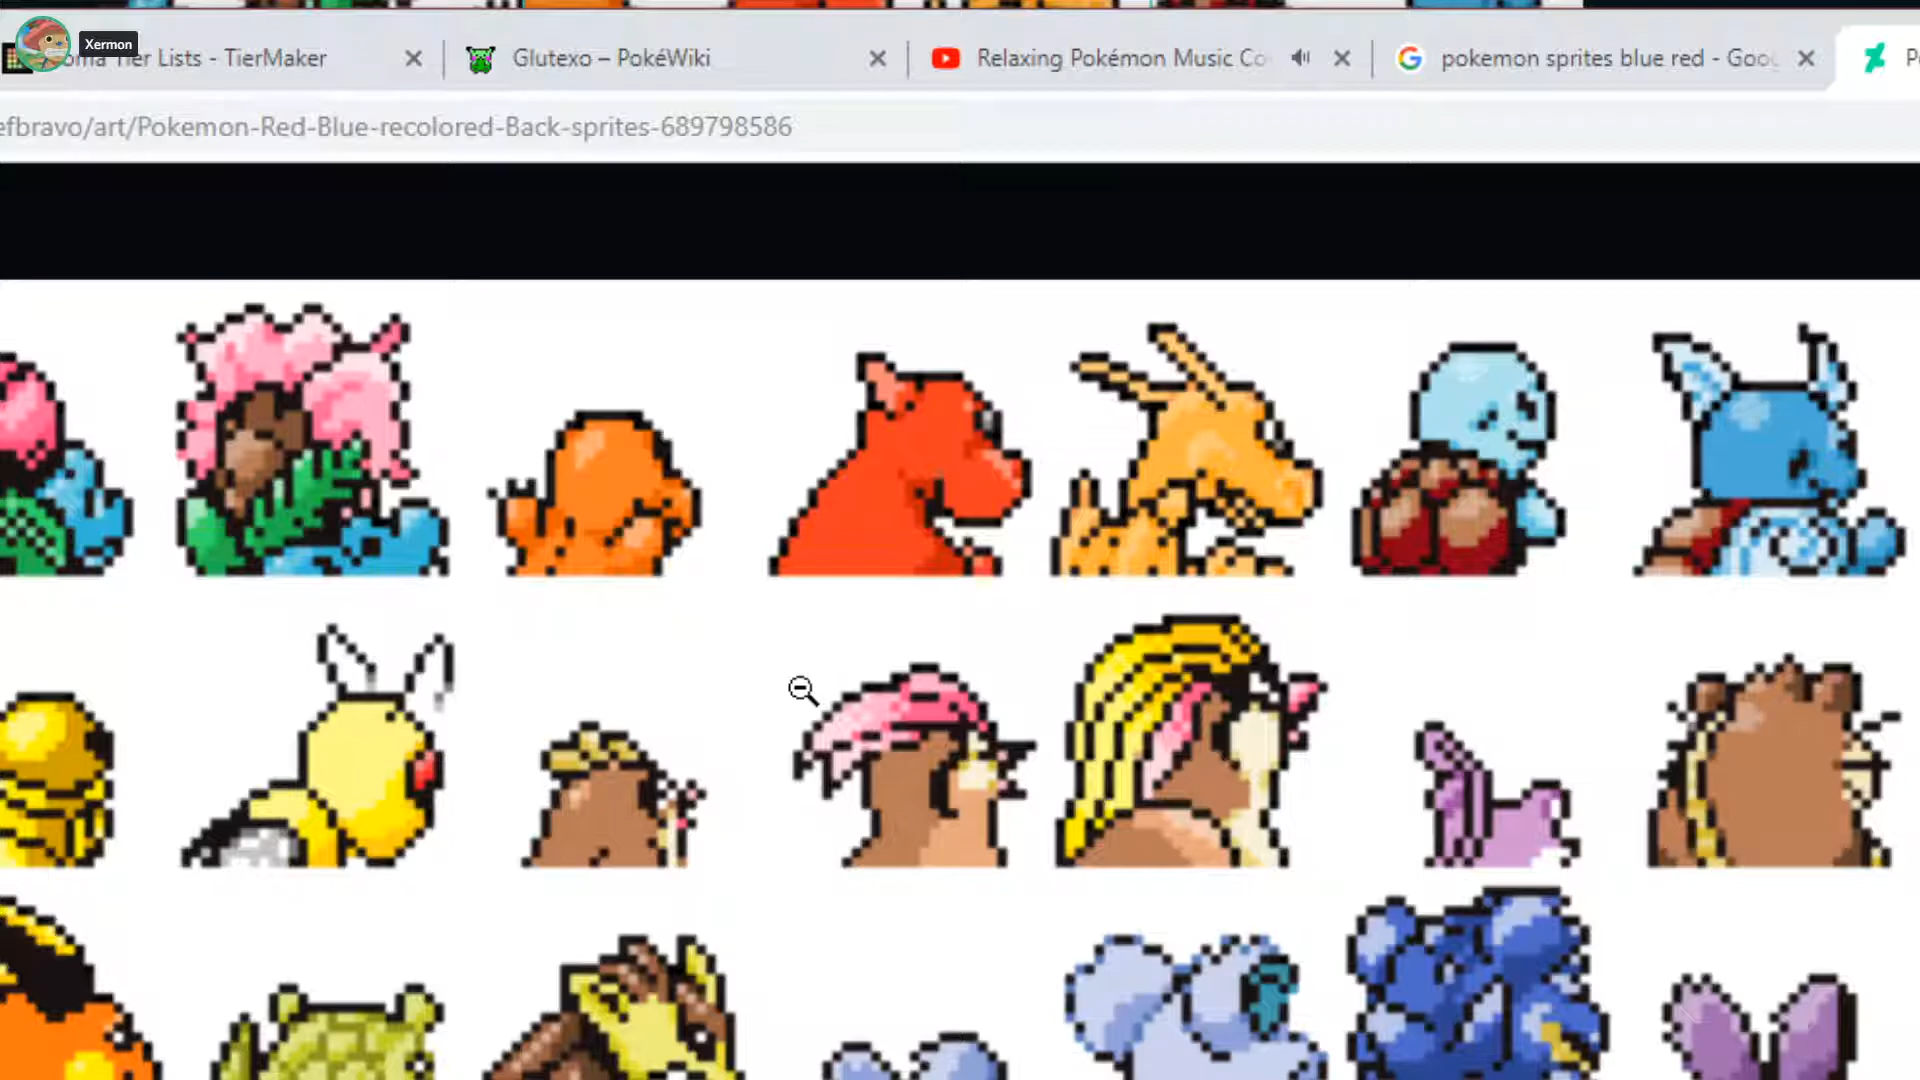 Xermon
oma Tier Lists - TierMaker
Glutexo – PokéWiki
Relaxing Pokémon Music Co
pokemon sprites blue red - Goo
efbravo/art/Pokemon-Red-Blue-recolored-Back-sprites-689798586